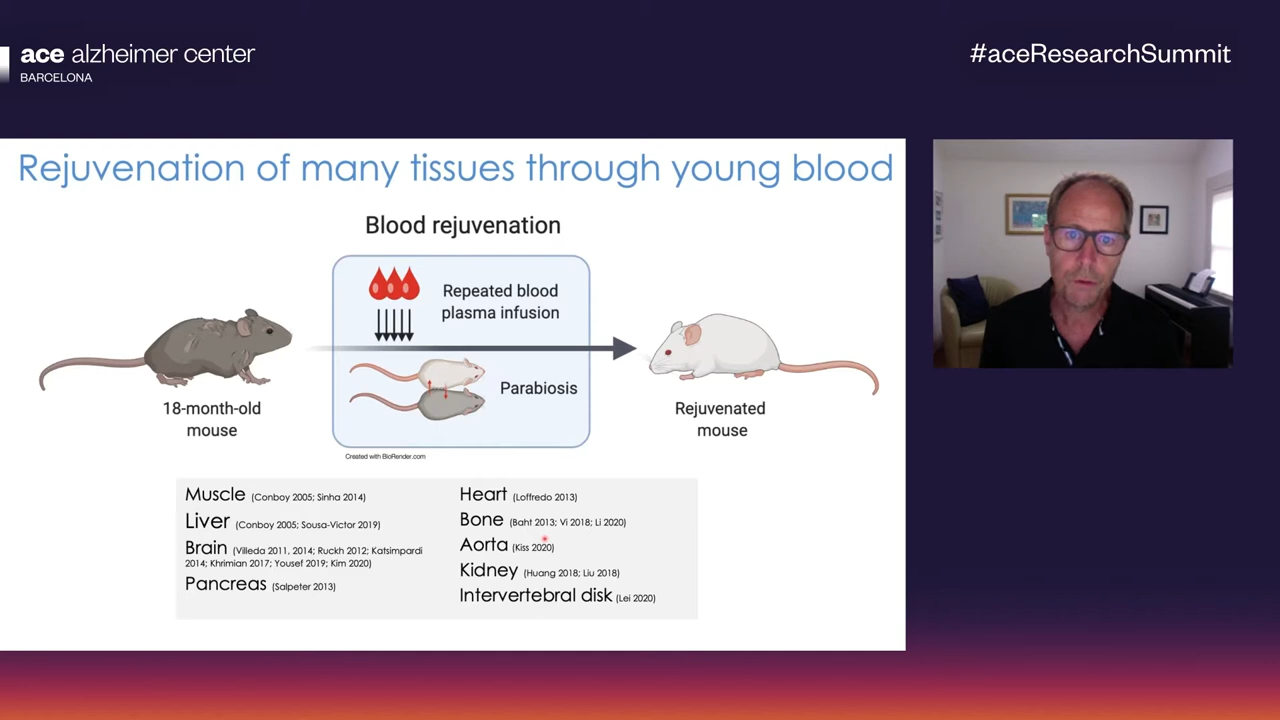 ace alzheimer center
BARCELONA
#aceResearchSummit
Rejuvenation of many tissues through young blood
Blood rejuvenation
Repeated blood
plasma infusion
Parabiosis
18-month-old
mouse
Rejuvenated
mouse
Created with BioRender.com
Muscle (Conboy 2005; Sinha 2014)
Liver (Conboy 2005; Sousa-Victor 2019)
Brain (Villeda 2011, 2014; Ruckh 2012; Katsimpardi
2014; Khrimian 2017; Yousef 2019; Kim 2020)
Pancreas (Salpeter 2013)
Heart (Loffredo 2013)
Bone (Baht 2013; Vi 2018; Li 2020)
Aorta (Kiss 2020)
Kidney (Huang 2018; Liu 2018)
Intervertebral disk (Lei 2020)